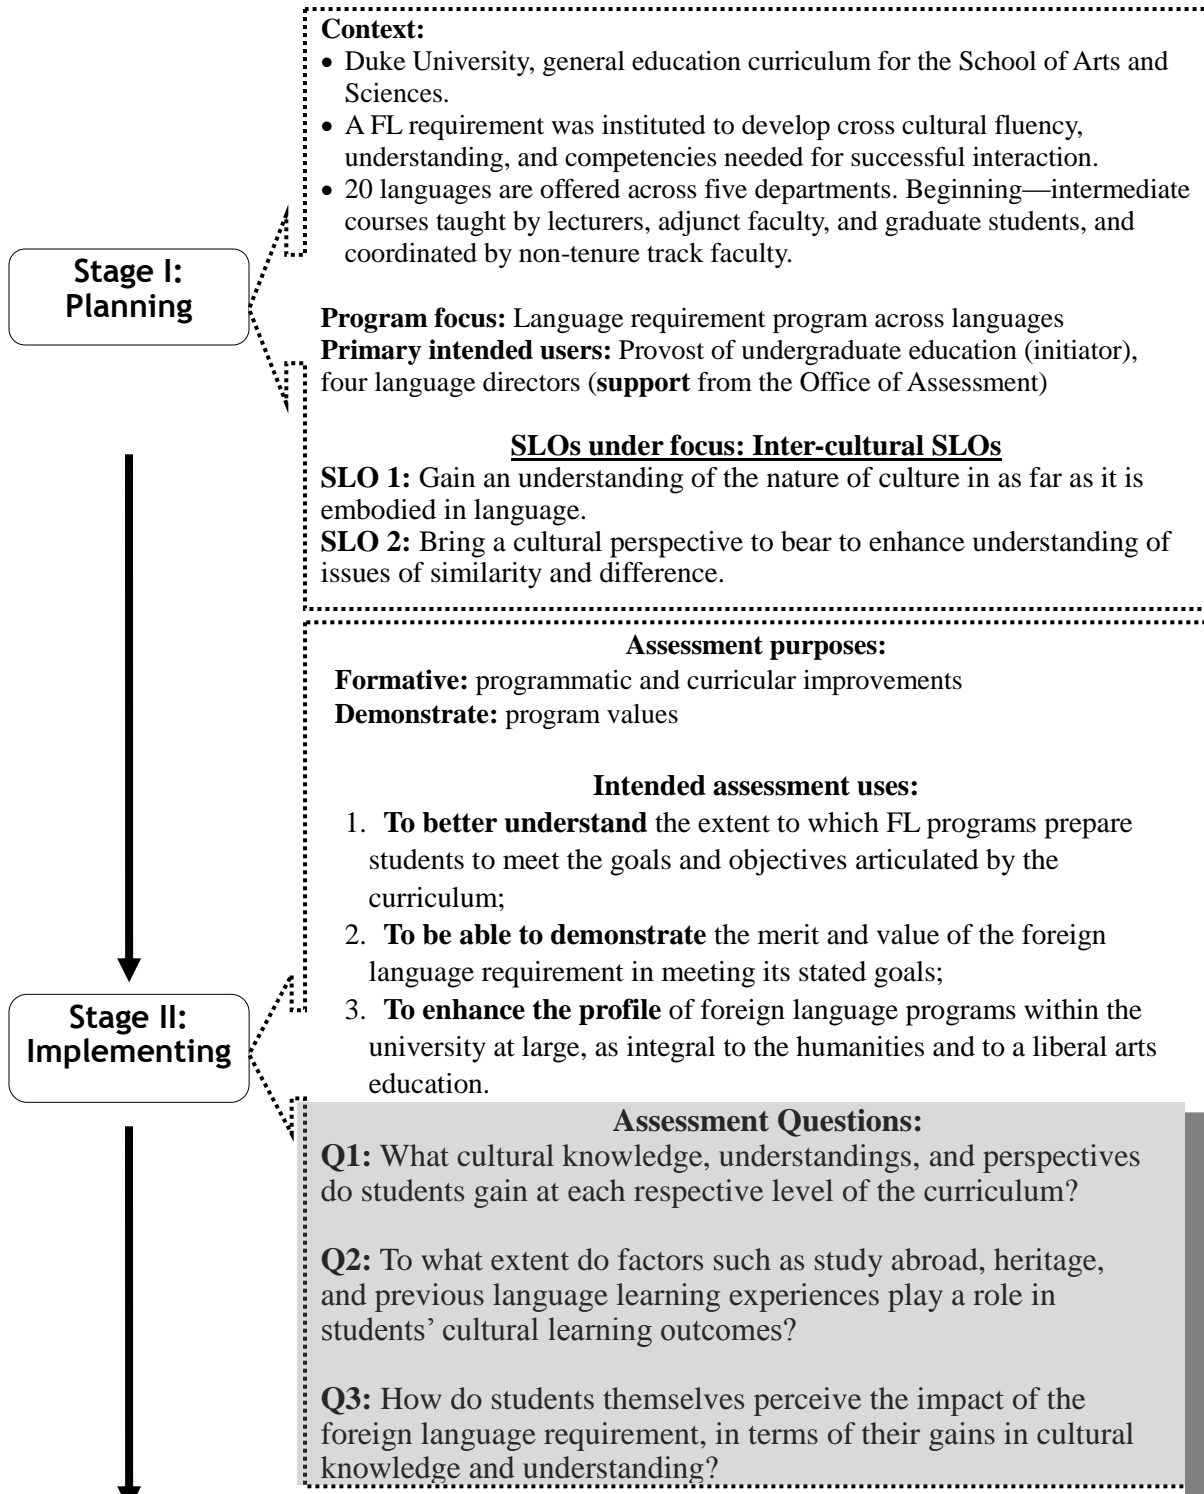 Context:
• Duke University, general education curriculum for the School of Arts and
Sciences.
• A FL requirement was instituted to develop cross cultural fluency,
understanding, and competencies needed for successful interaction.
• 20 languages are offered across five departments. Beginning—intermediate
courses taught by lecturers, adjunct faculty, and graduate students, and
coordinated by non-tenure track faculty.
Stage I:
Planning
Program focus: Language requirement program across languages
Primary intended users: Provost of undergraduate education (initiator),
four language directors (support from the Office of Assessment)
SLOs under focus: Inter-cultural SLOs
SLO 1: Gain an understanding of the nature of culture in as far as it is
embodied in language.
SLO 2: Bring a cultural perspective to bear to enhance understanding of
issues of similarity and difference.
Assessment purposes:
Formative: programmatic and curricular improvements
Demonstrate: program values
Intended assessment uses:
1. To better understand the extent to which FL programs prepare
students to meet the goals and objectives articulated by the
curriculum;
2. To be able to demonstrate the merit and value of the foreign
language requirement in meeting its stated goals;
3. To enhance the profile of foreign language programs within the
university at large, as integral to the humanities and to a liberal arts
education.
Stage II:
Implementing
Assessment Questions:
Q1: What cultural knowledge, understandings, and perspectives
do students gain at each respective level of the curriculum?
Q2: To what extent do factors such as study abroad, heritage,
and previous language learning experiences play a role in
students’ cultural learning outcomes?
Q3: How do students themselves perceive the impact of the
foreign language requirement, in terms of their gains in cultural
knowledge and understanding?